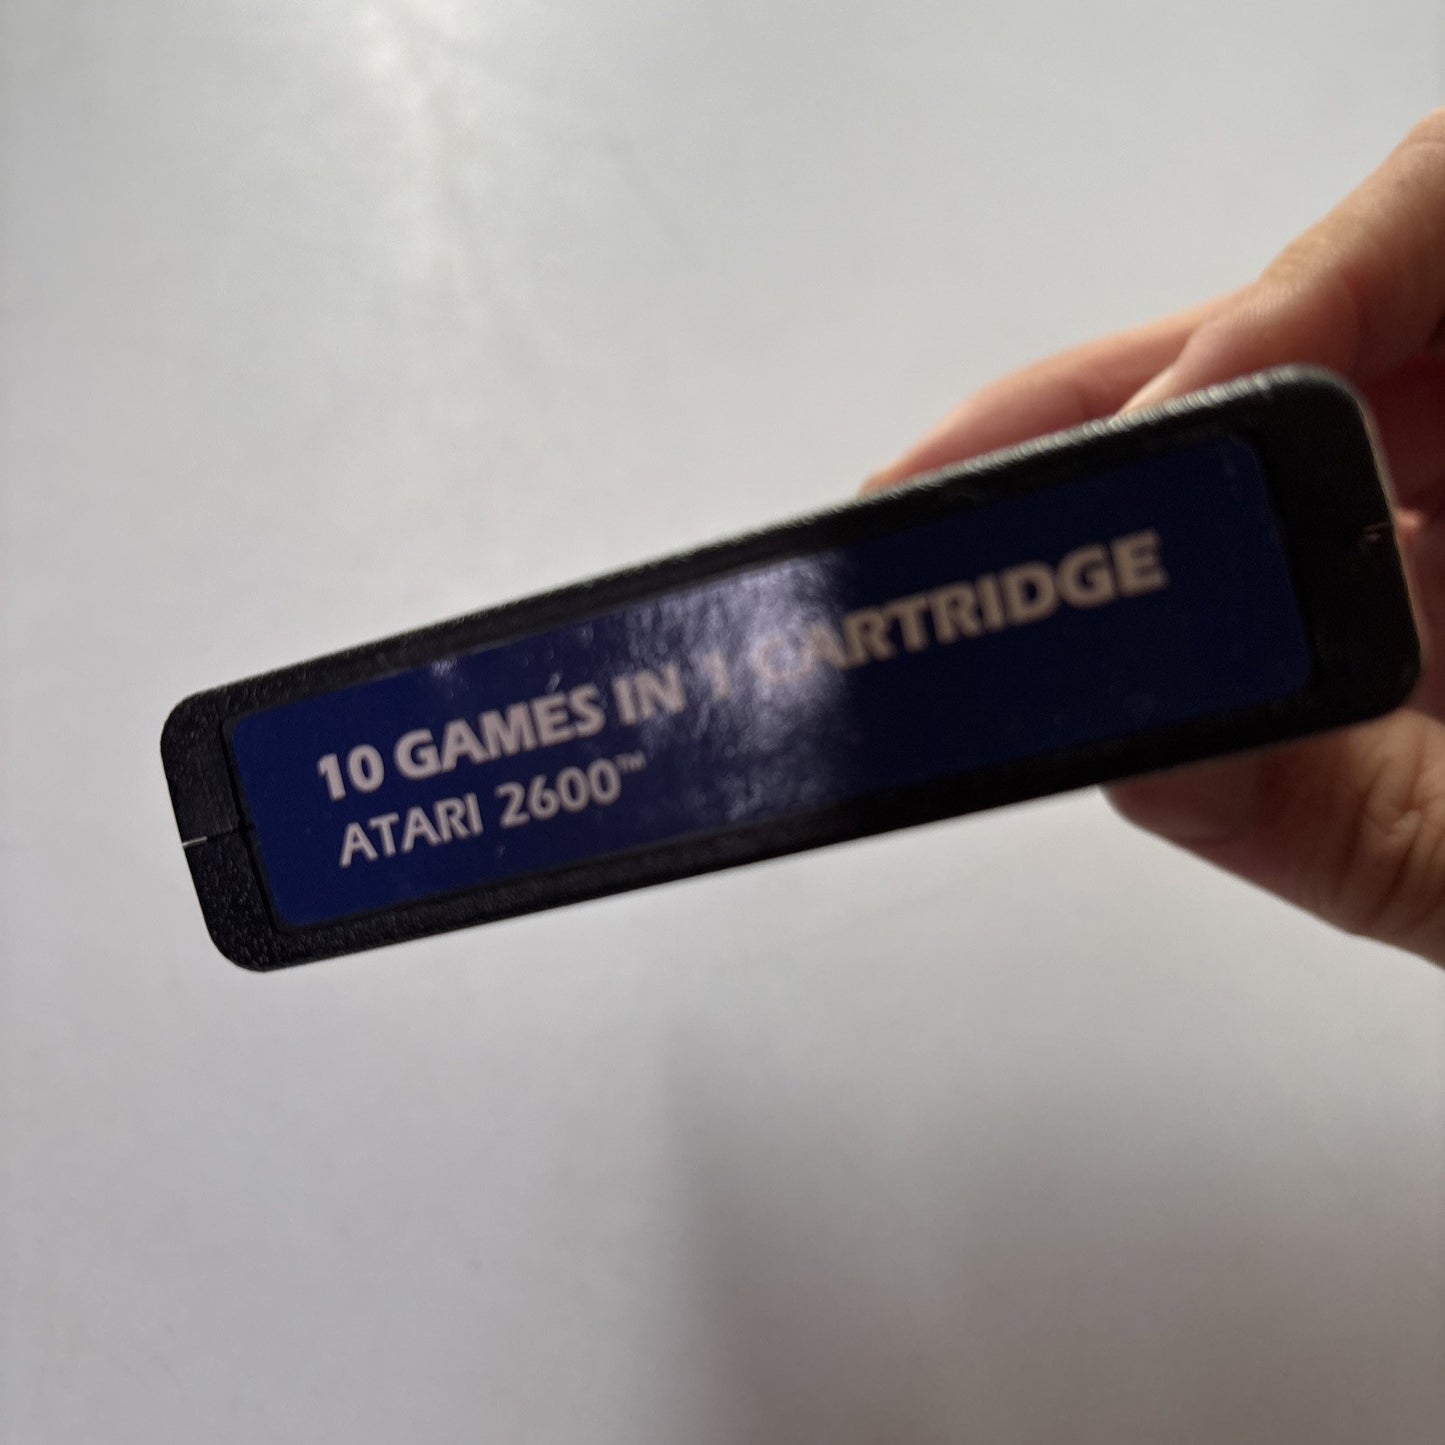 10 GAMES IN 1 CARTRIDGE
ATARI 2600™